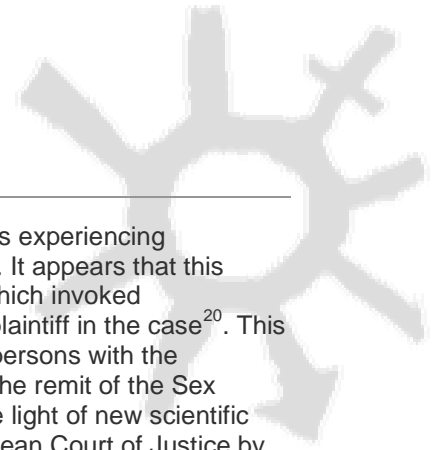 s experiencing
. It appears that this
hich invoked
laintiff in the case20. This
persons with the
he remit of the Sex
e light of new scientific
ean Court of Justice by